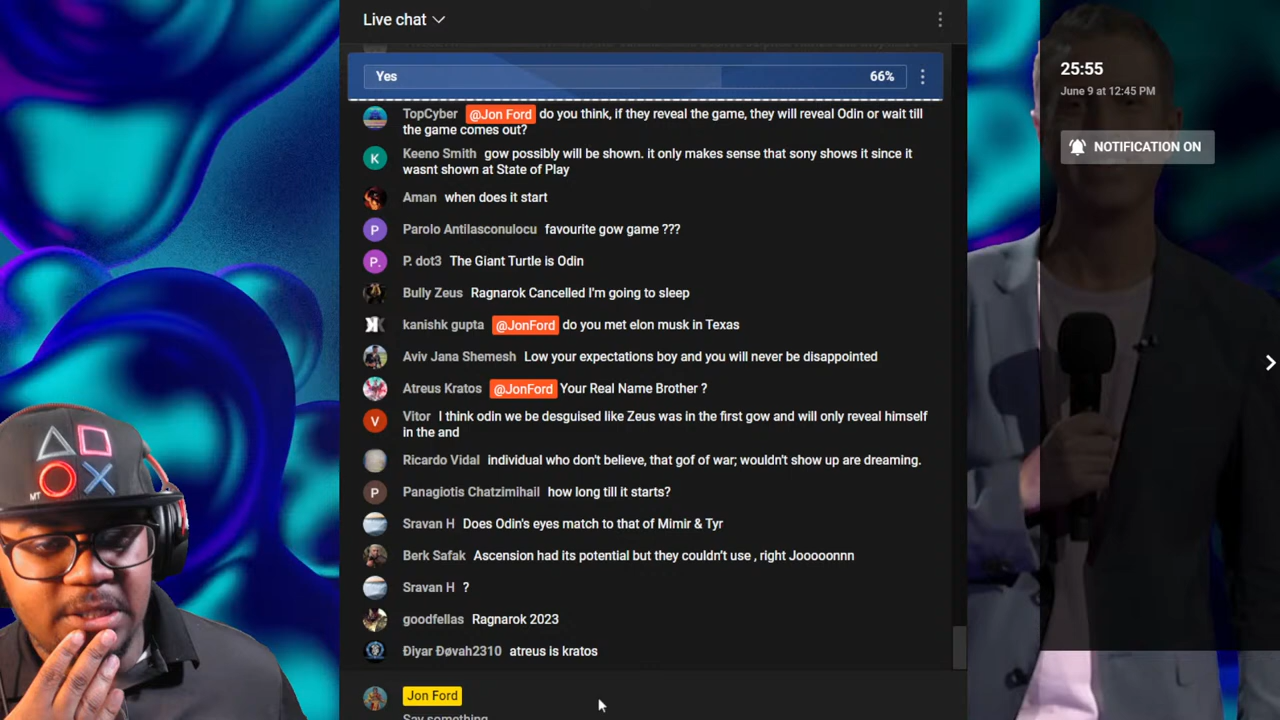 Live chat
Yes 66%
TopCyber @Jon Ford do you think, if they reveal the game, they will reveal Odin or wait till
the game comes out?
Keeno Smith gow possibly will be shown. it only makes sense that sony shows it since it
wasnt shown at State of Play
Aman when does it start
P Parolo Antilasconulocu favourite gow game ???
P. P. dot3 The Giant Turtle is Odin
Bully Zeus Ragnarok Cancelled I'm going to sleep
kanishk gupta @JonFord do you met elon musk in Texas
Aviv Jana Shemesh Low your expectations boy and you will never be disappointed
Atreus Kratos @JonFord Your Real Name Brother ?
V Vitor I think odin we be desguised like Zeus was in the first gow and will only reveal himself
in the and
Ricardo Vidal individual who don't believe, that gof of war; wouldn't show up are dreaming.
P Panagiotis Chatzimihail how long till it starts?
Sravan H Does Odin's eyes match to that of Mimir & Tyr
Berk Safak Ascension had its potential but they couldn't use , right Jooooonnn
Sravan H ?
goodfellas Ragnarok 2023
Điyar Đøvah2310 atreus is kratos
Jon Ford
Say something
25:55
June 9 at 12:45 PM
NOTIFICATION ON
K
MT